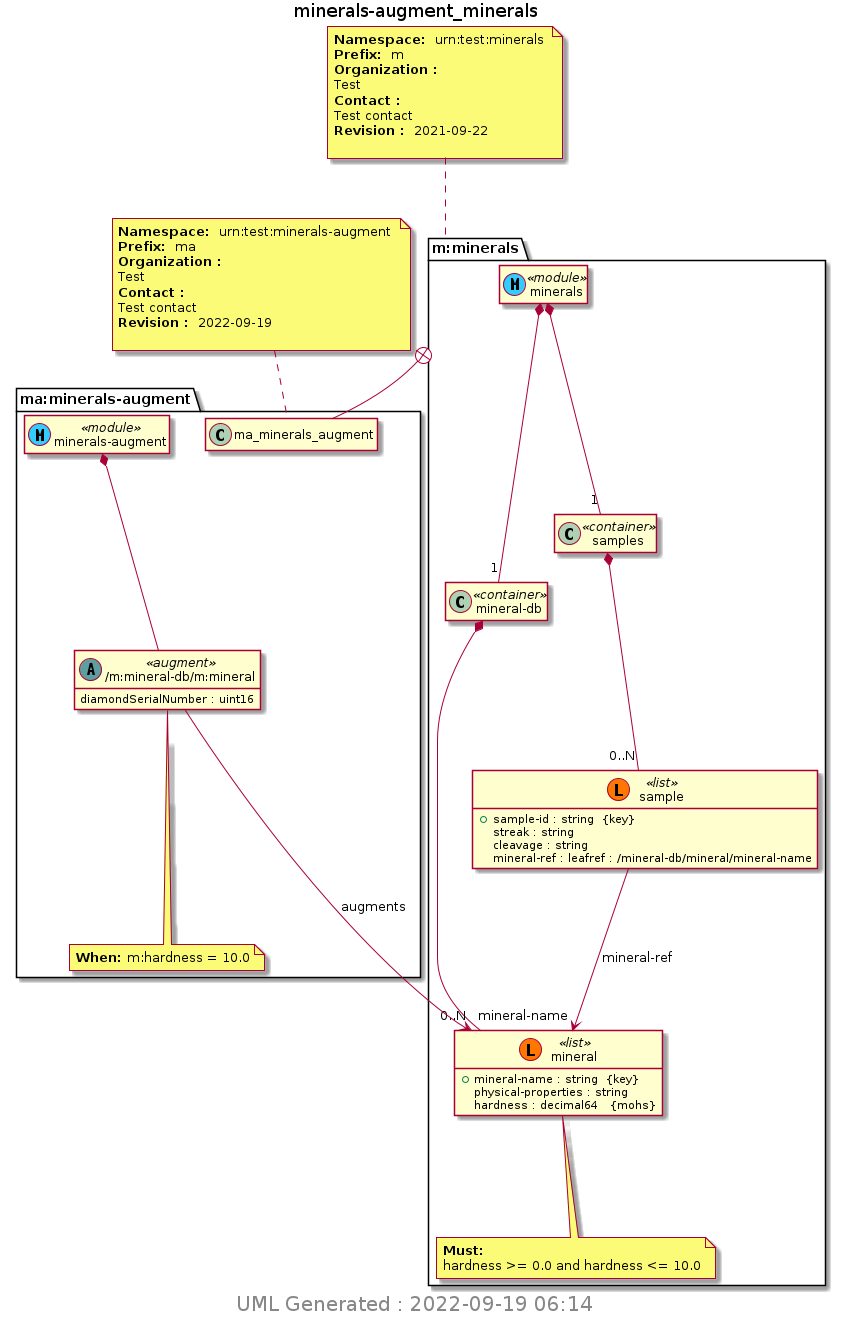 minerals-augment_minerals
Namespace: urn:test:minerals
Prefix: m
Organization :
Test
Contact :
Test contact
Revision : 2021-09-22
Namespace: urn:test:minerals-augment
Prefix: ma
Organization :
Test
Contact :
Test contact
Revision : 2022-09-19
m:minerals
M «module»
minerals
ma:minerals-augment
M «module»
minerals-augment
C ma_minerals_augment
1
C «container»
samples
1
C «container»
mineral-db
A «augment»
/m:mineral-db/m:mineral
diamondSerialNumber : uint16
0..N
L «list»
sample
sample-id : string {key}
streak : string
cleavage : string
mineral-ref : leafref : /mineral-db/mineral/mineral-name
augments
When: m:hardness = 10.0
mineral-ref
0..N mineral-name
L «list»
mineral
mineral-name : string {key}
physical-properties : string
hardness : decimal64 {mohs}
Must:
hardness >= 0.0 and hardness <= 10.0
UML Generated : 2022-09-19 06:14